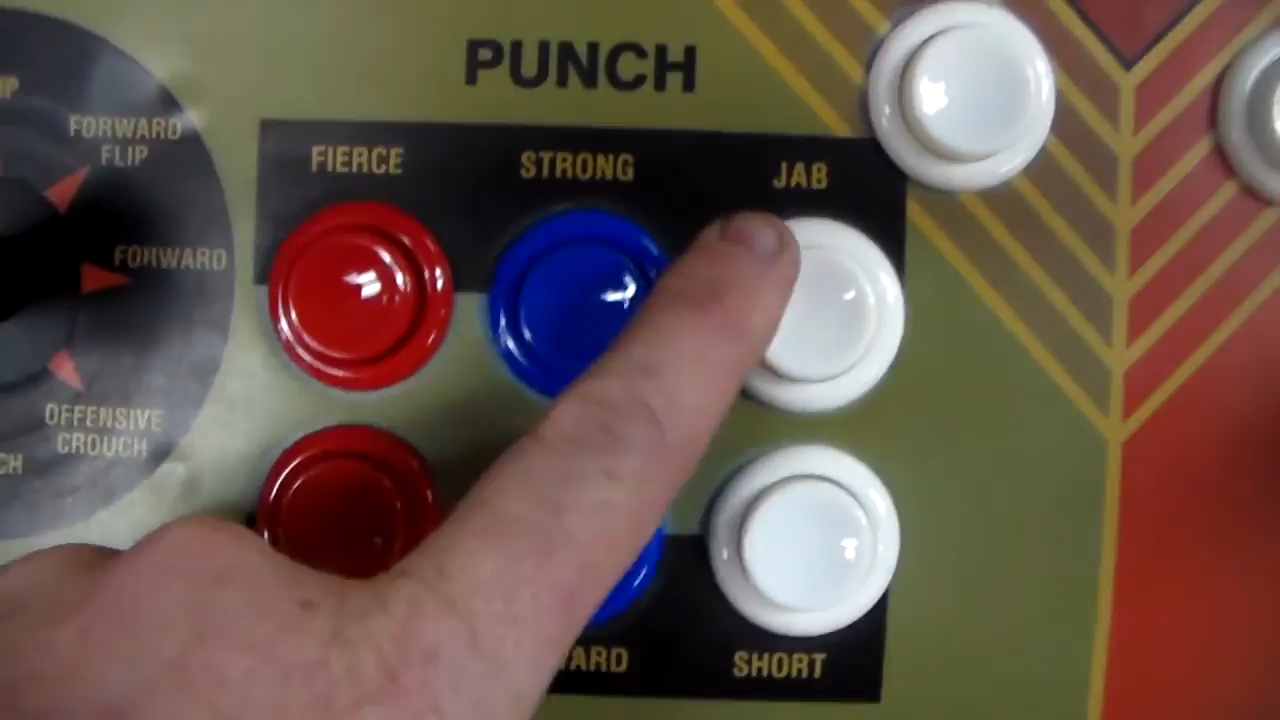 PUNCH
FIERCE STRONG JAB
FORWARD
FLIP
FORWARD
OFFENSIVE
CROUCH
SHORT